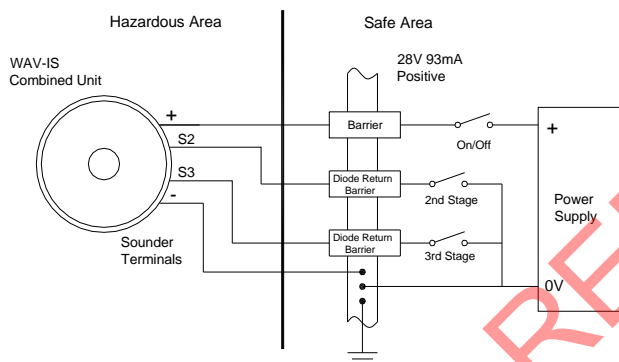 Hazardous Area
Safe Area
WAV-IS
Combined Unit
28V 93mA
Positive
+
S2
S3
-
Sounder
Terminals
Barrier
On/Off
+
Diode Return
Barrier
2nd Stage
Power
Supply
Diode Return
Barrier
3rd Stage
0V
RE